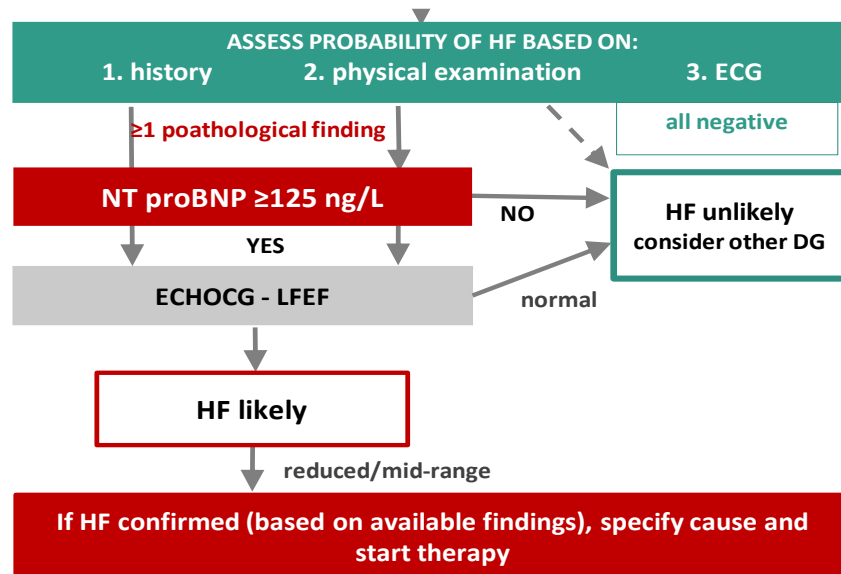 ASSESS PROBABILITY OF HF BASED ON:
1. history 2. physical examination 3. ECG
≥1 poathological finding
all negative
NT proBNP ≥125 ng/L
NO
HF unlikely
consider other DG
YES
ECHOCG - LFEF
normal
HF likely
reduced/mid-range
If HF confirmed (based on available findings), specify cause and
start therapy